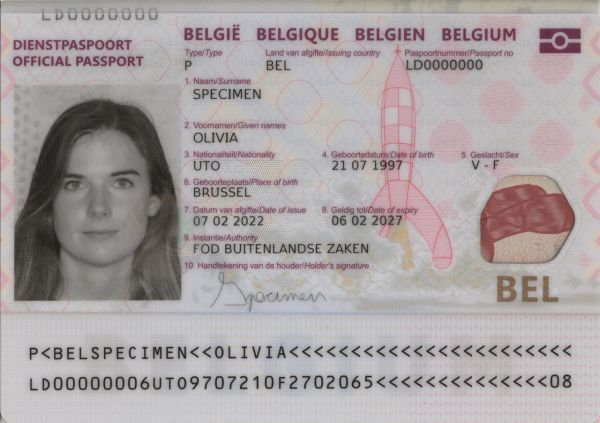 LD0000000
DIENSTPASPOORT
OFFICIAL PASSPORT
BELGIË BELGIQUE BELGIEN BELGIUM
Type/Type Land van afgifte/Issuing country Paspoortnummer/Passport no
P BEL LD0000000
1. Naam/Surname
SPECIMEN
2. Voornamen/Given names
OLIVIA
3. Nationaliteit/Nationality 4. Geboortedatum/Date of birth 5. Geslacht/Sex
UTO 21 07 1997 V - F
6. Geboorteplaats/Place of birth
BRUSSEL
7. Datum van afgifte/Date of issue 8. Geldig tot/Date of expiry
07 02 2022 06 02 2027
9. Instantie/Authority
FOD BUITENLANDSE ZAKEN
10. Handtekening van de houder/Holder's signature
Specimen
BEL
P<BELSPECIMEN<<OLIVIA<<<<<<<<<<<<<<<<<<<<<<<
LD00000006UTO9707210F2702065<<<<<<<<<<<<<<08